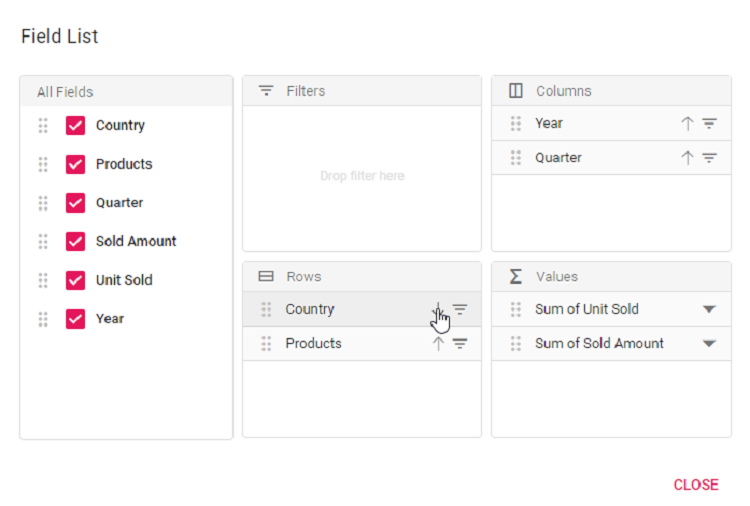 Field List
All Fields
Country
Products
Quarter
Sold Amount
Unit Sold
Year
Filters
Drop filter here
Columns
Year
Quarter
Rows
Country
Products
Values
Sum of Unit Sold
Sum of Sold Amount
CLOSE